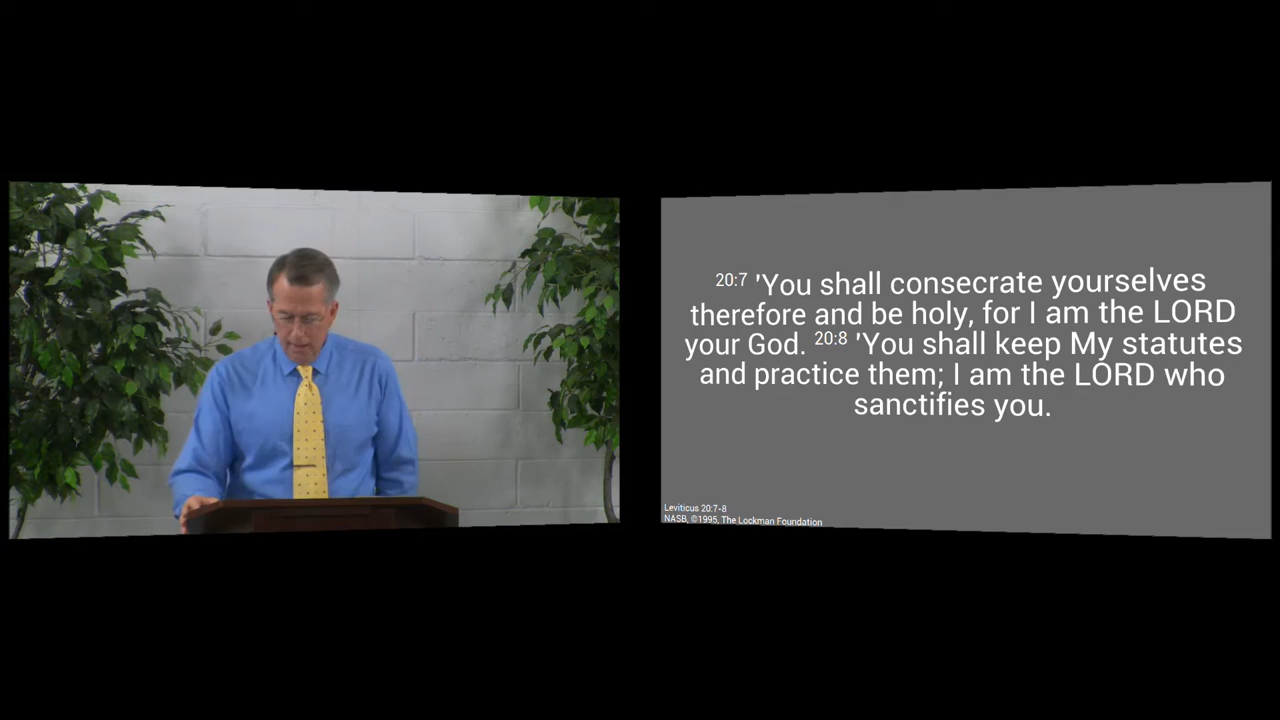 20:7 'You shall consecrate yourselves
therefore and be holy, for I am the LORD
your God. 20:8 'You shall keep My statutes
and practice them; I am the LORD who
sanctifies you.
Leviticus 20:7-8
NASB, ©1995, The Lockman Foundation